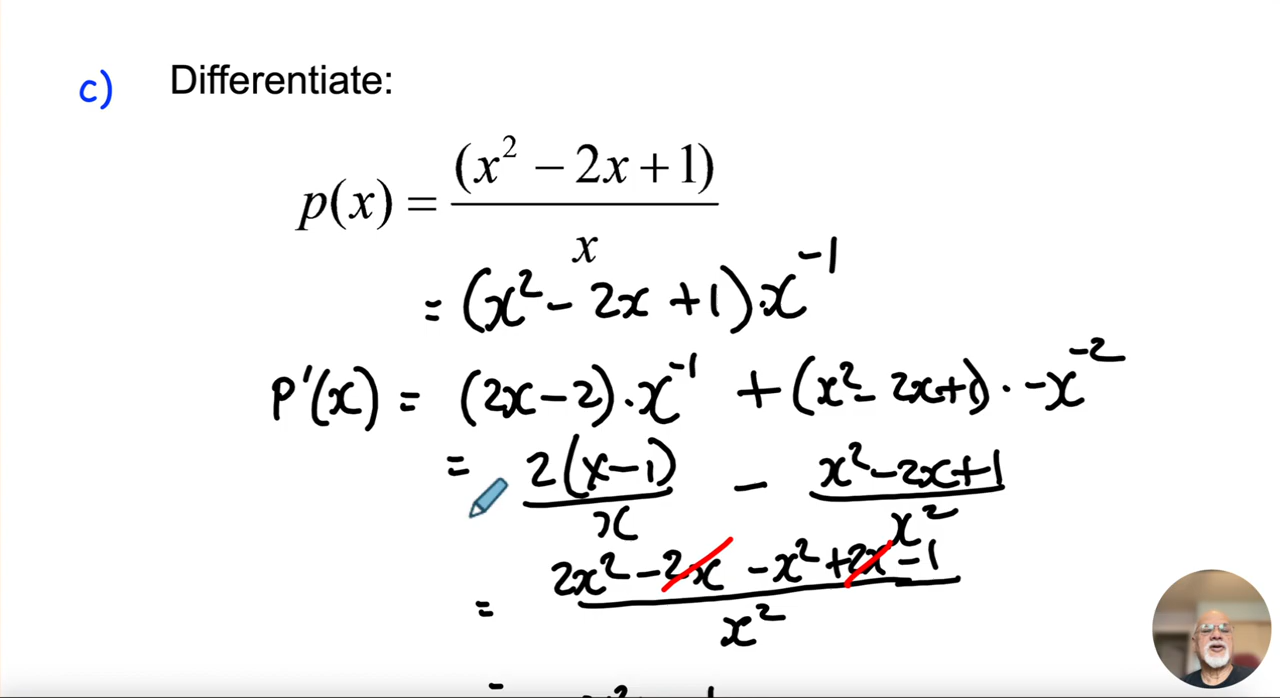 c) Differentiate:
p(x) = (x² − 2x + 1) / x
= (x² − 2x + 1) · x⁻¹
P'(x) = (2x − 2) · x⁻¹ + (x² − 2x + 1) · −x⁻²
= 2(x − 1) / x − x² − 2x + 1 / x²
= 2x² − 2x − x² + 2x − 1 / x²